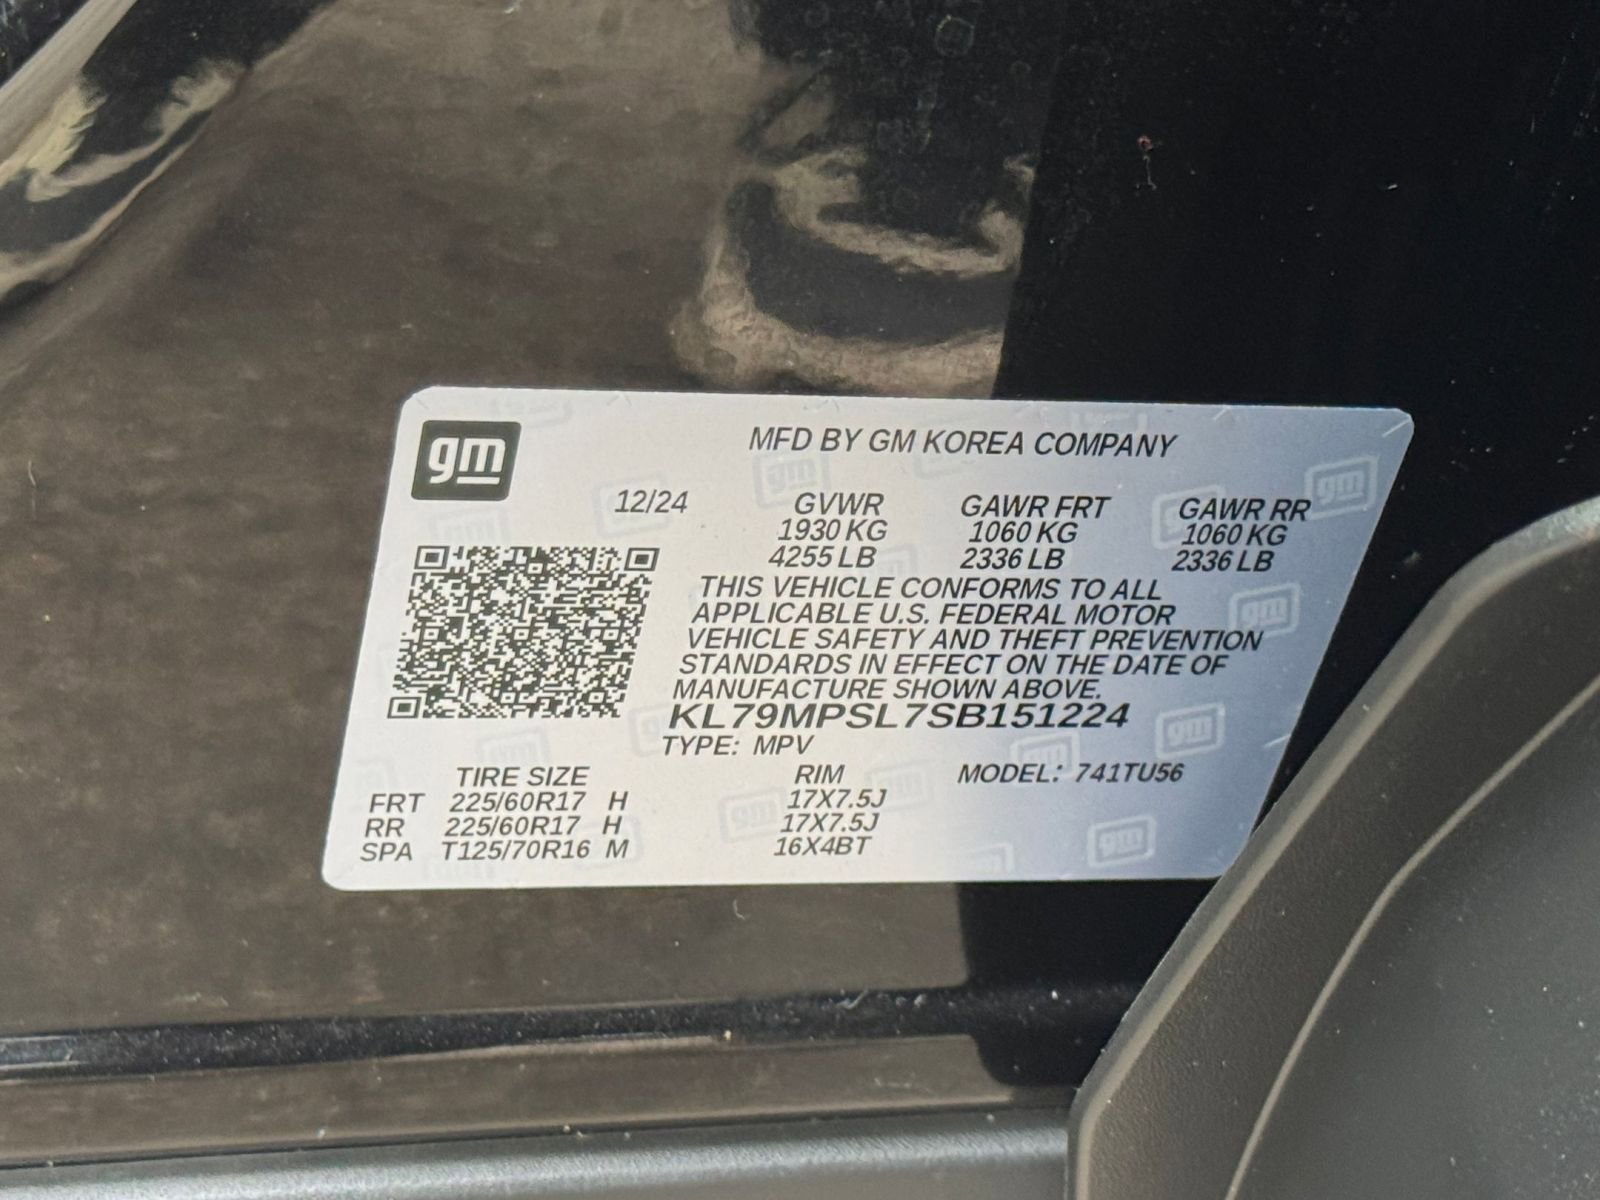 gm
MFD BY GM KOREA COMPANY
12/24 GVWR GAWR FRT GAWR RR
1930 KG 1060 KG 1060 KG
4255 LB 2336 LB 2336 LB
THIS VEHICLE CONFORMS TO ALL
APPLICABLE U.S. FEDERAL MOTOR
VEHICLE SAFETY AND THEFT PREVENTION
STANDARDS IN EFFECT ON THE DATE OF
MANUFACTURE SHOWN ABOVE.
KL79MPSL7SB151224
TYPE: MPV
TIRE SIZE RIM MODEL: 741TU56
FRT 225/60R17 H 17X7.5J
RR 225/60R17 H 17X7.5J
SPA T125/70R16 M 16X4BT